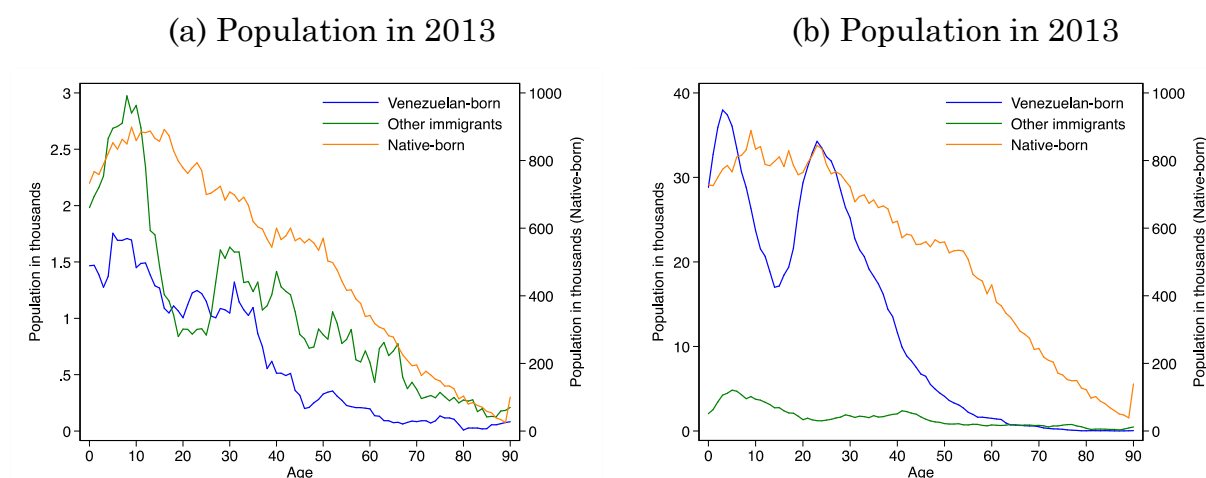 (a) Population in 2013
Population in thousands
3
2.5
2
1.5
1
.5
0
Venezuelan-born
Other immigrants
Native-born
1000
800
600
400
200
0
Population in thousands (Native-born)
0 10 20 30 40 50 60 70 80 90
Age
(b) Population in 2013
Population in thousands
40
30
20
10
0
Venezuelan-born
Other immigrants
Native-born
1000
800
600
400
200
0
Population in thousands (Native-born)
0 10 20 30 40 50 60 70 80 90
Age